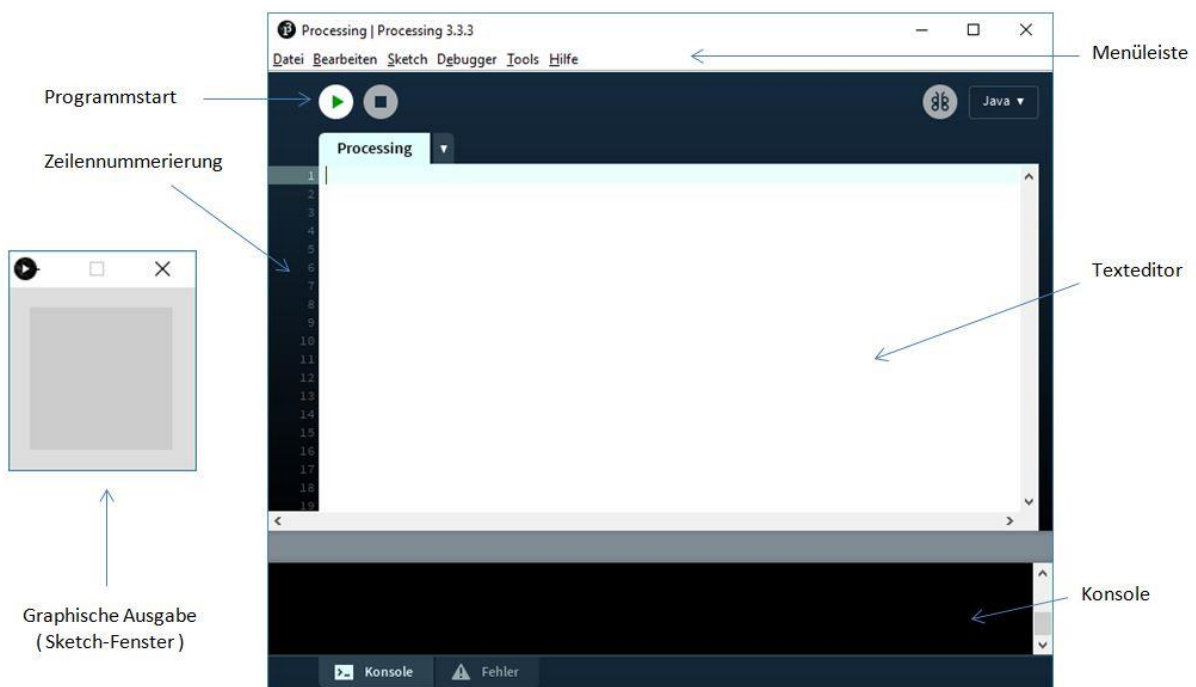 Processing | Processing 3.3.3
Datei Bearbeiten Sketch Debugger Tools Hilfe
Menüleiste
Programmstart
Java
Processing
Zeilennummerierung
1
2
3
4
5
6
7
8
9
10
11
12
13
14
15
16
17
18
19
Texteditor
Graphische Ausgabe
( Sketch-Fenster )
Konsole
Konsole
Fehler